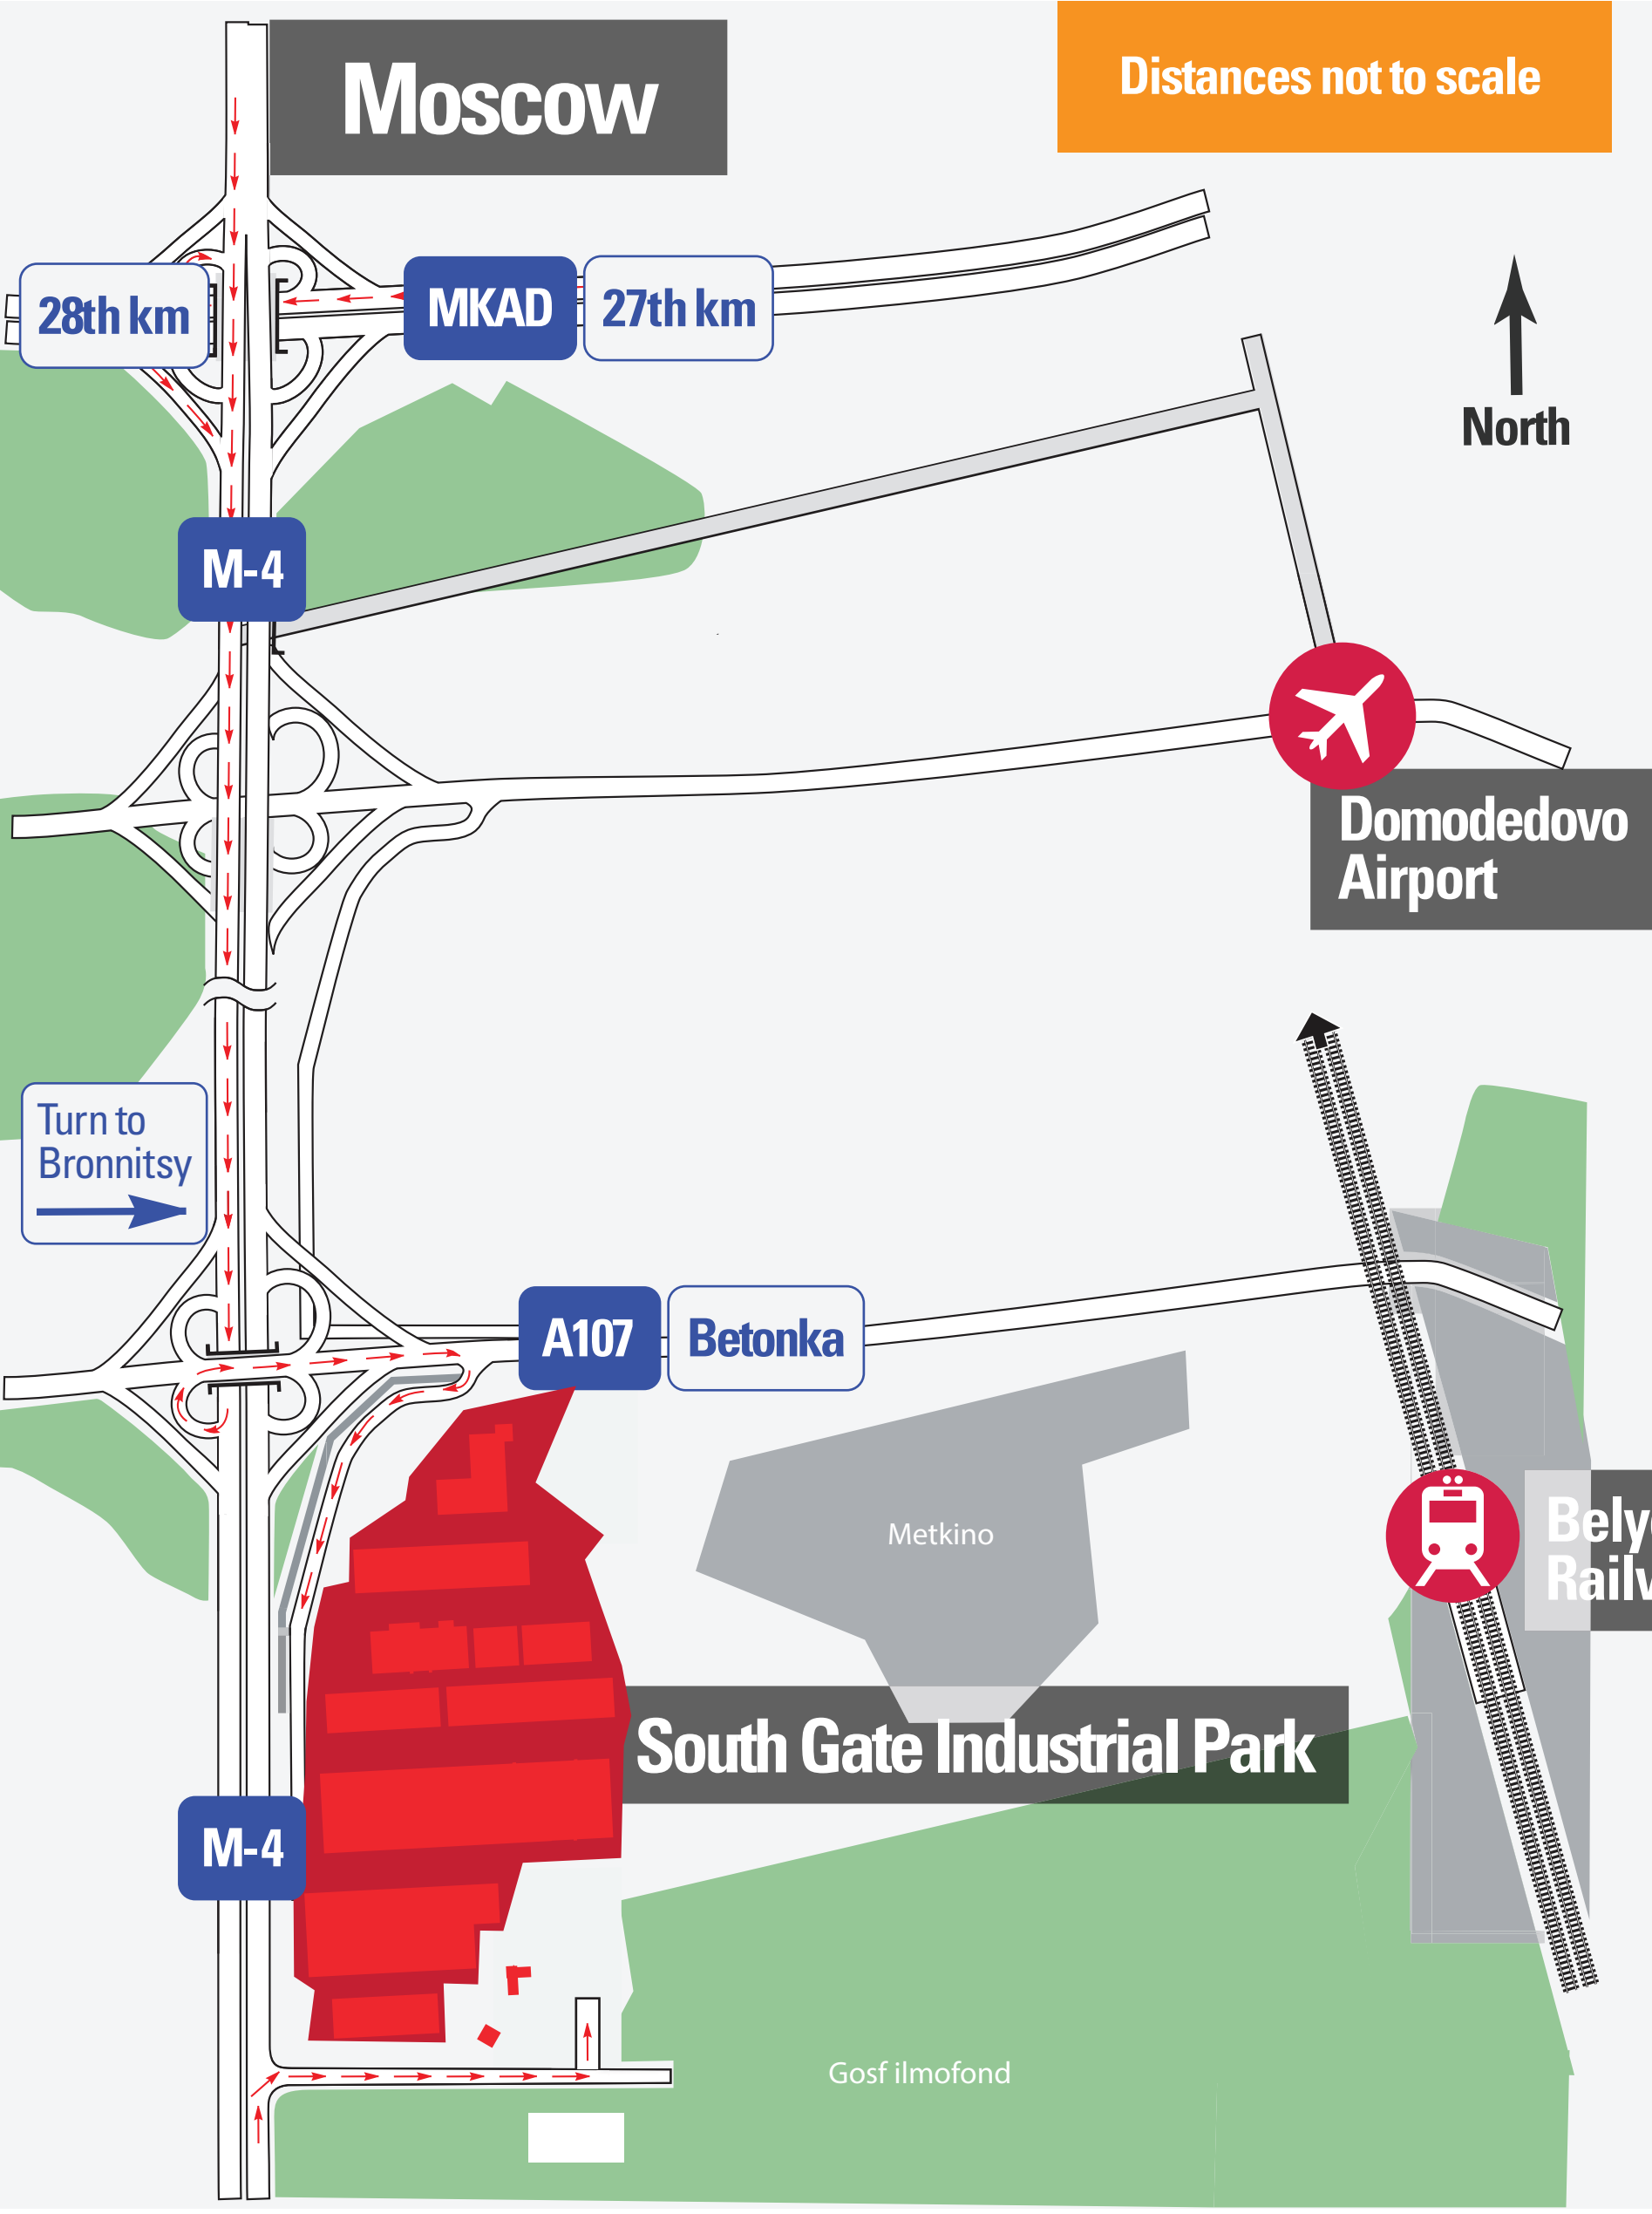 Moscow
Distances not to scale
28th km
MKAD
27th km
North
M-4
Domodedovo
Airport
Turn to
Bronnitsy
A107
Betonka
Metkino
South Gate Industrial Park
M-4
Gosf ilmofond